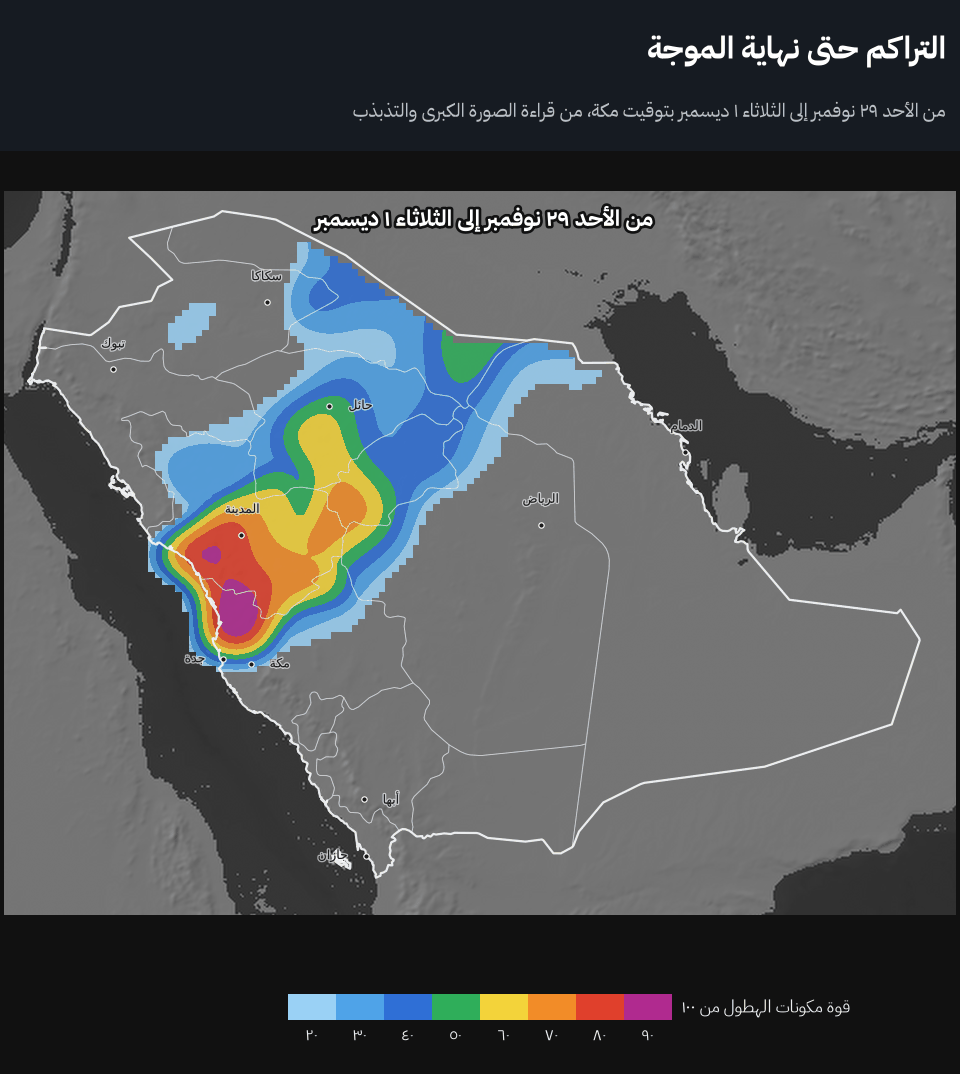 التراكم حتى نهاية الموجة
من الأحد ٢٩ نوفمبر إلى الثلاثاء ١ ديسمبر بتوقيت مكة، من قراءة الصورة الكبرى والتذبذب
من الأحد ٢٩ نوفمبر إلى الثلاثاء ١ ديسمبر
سكاكا
تبوك
حائل
الدمام
الرياض
المدينة
جدة
مكة
أبها
جازان
قوة مكونات الهطول من ١٠٠
٢٠ ٣٠ ٤٠ ٥٠ ٦٠ ٧٠ ٨٠ ٩٠